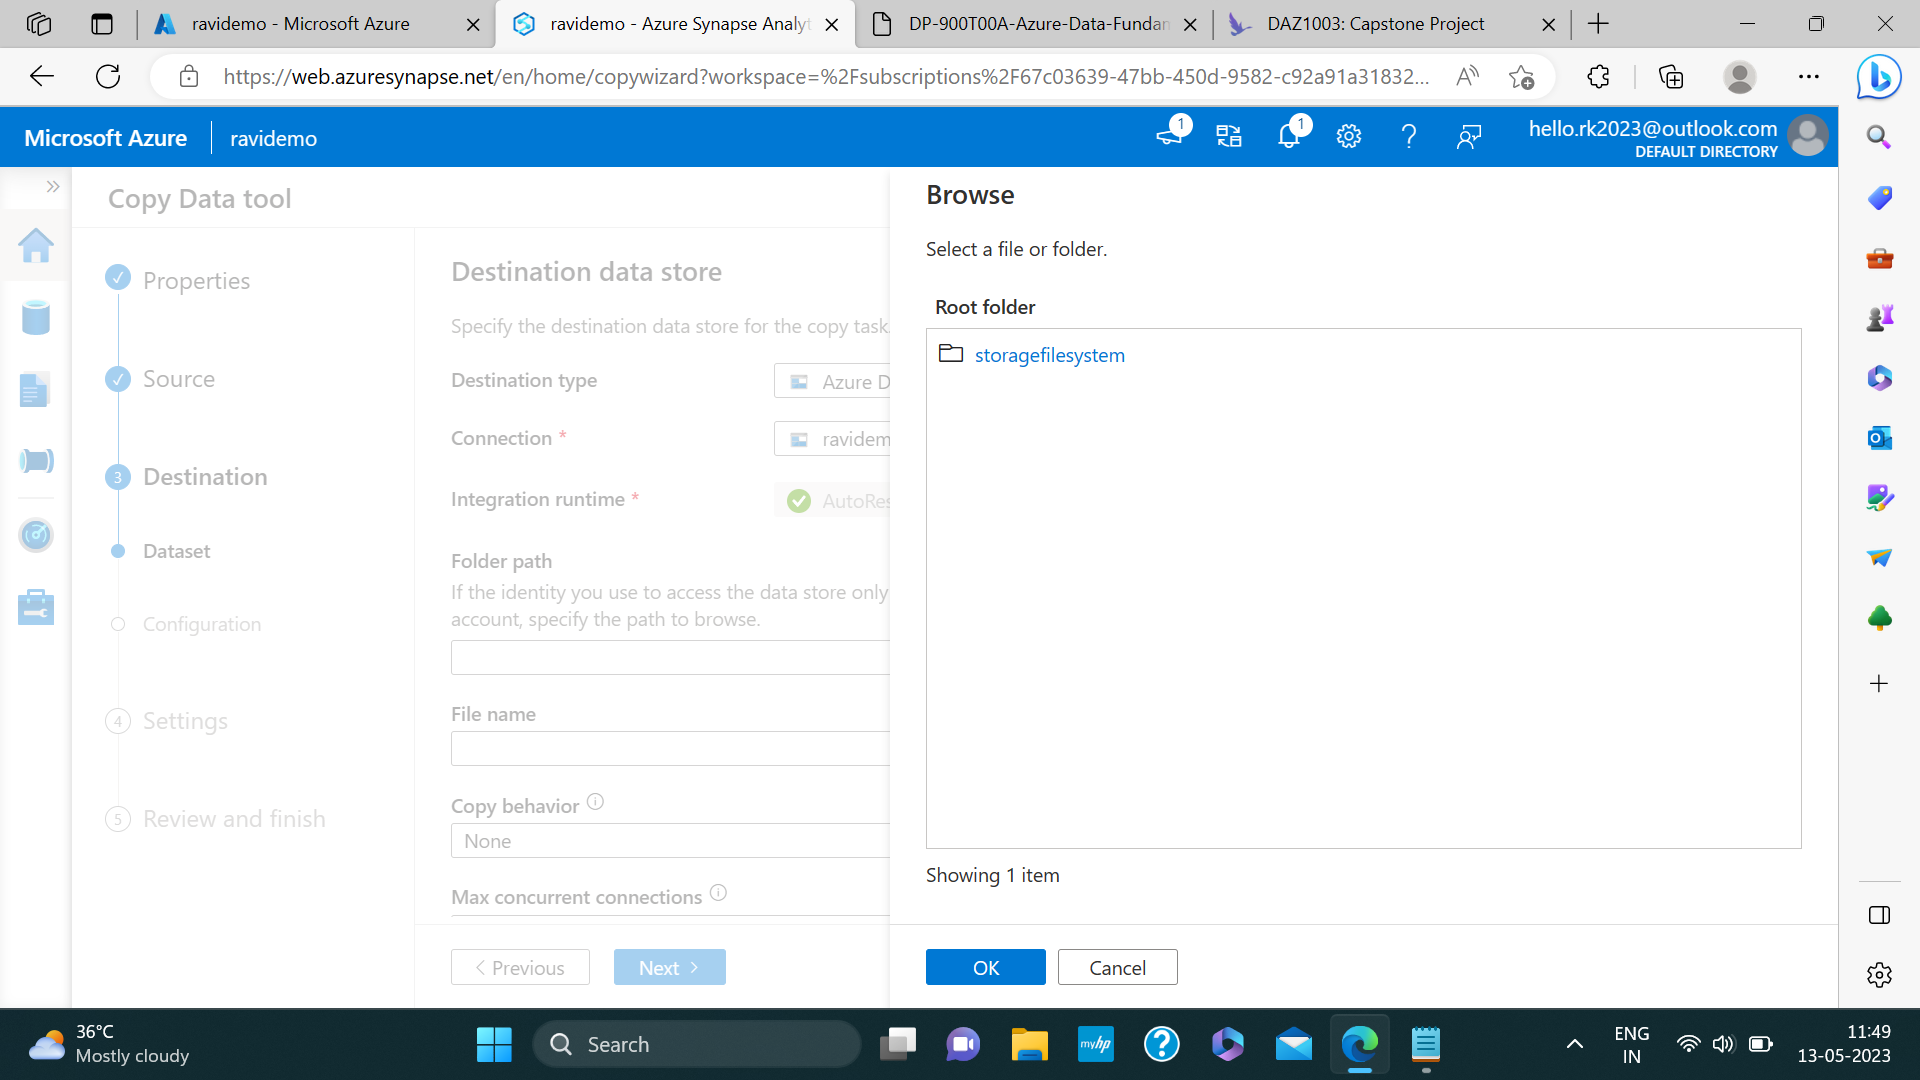 ravidemo - Microsoft Azure
ravidemo - Azure Synapse Analyt
DP-900T00A-Azure-Data-Fundan
DAZ1003: Capstone Project
https://web.azuresynapse.net/en/home/copywizard?workspace=%2Fsubscriptions%2F67c03639-47bb-450d-9582-c92a91a31832...
Microsoft Azure
ravidemo
1
1
hello.rk2023@outlook.com
DEFAULT DIRECTORY
Copy Data tool
Properties
Source
3 Destination
Dataset
Configuration
4 Settings
5 Review and finish
Destination data store
Specify the destination data store for the copy task
Destination type
Azure D
Connection *
ravidem
Integration runtime *
AutoRes
Folder path
If the identity you use to access the data store only
account, specify the path to browse.
File name
Copy behavior
None
Max concurrent connections
Previous
Next
Browse
Select a file or folder.
Root folder
storagefilesystem
Showing 1 item
OK
Cancel
36°C
Mostly cloudy
Search
myhp
ENG
IN
11:49
13-05-2023